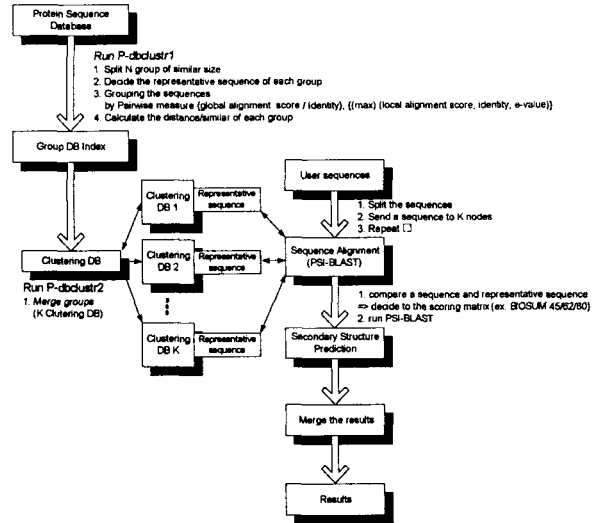 Protein Sequence
Database
Run P-dbclustr1
1. Split N group of similar size
2. Decide the representative sequence of each group
3. Grouping the sequences
by Pairwise measure {global alignment score / identity}, {(max) (local alignment score, identity, e-value)}
4. Calculate the distance/similar of each group
Group DB Index
Clustering DB
Run P-dbclustr2
1. Merge groups
(K Clutering DB)
Clustering
DB 1
Representative
sequence
Clustering
DB 2
Representative
sequence
Clustering
DB K
Representative
sequence
User sequences
1. Split the sequences
2. Send a sequence to K nodes
3. Repeat
Sequence Alignment
(PSI-BLAST)
1. compare a sequence and representative sequence
=> decide to the scoring matrix (ex. BIOSUM 45/62/80)
2. run PSI-BLAST
Secondary Structure
Prediction
Merge the results
Results